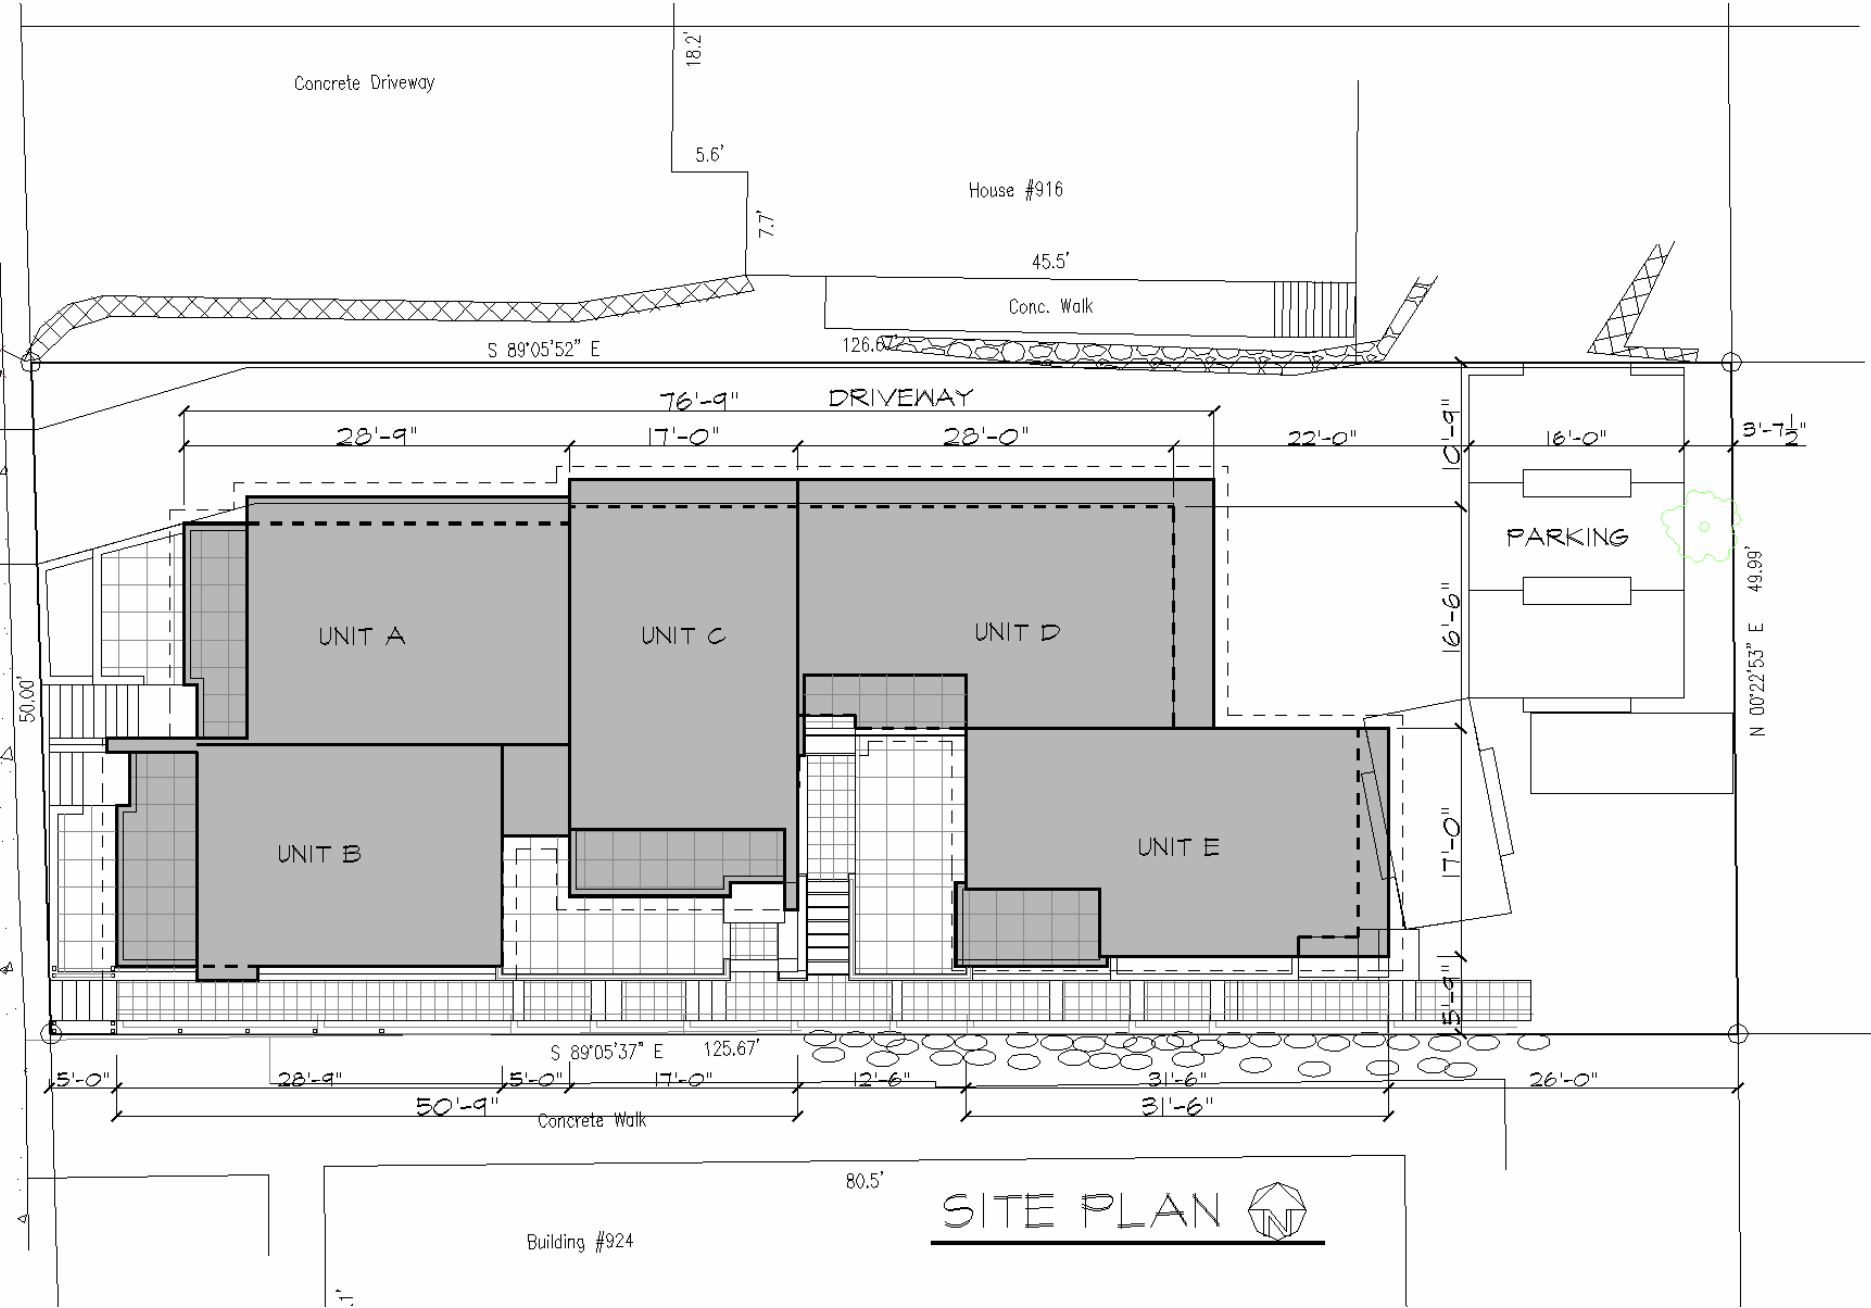 18.2'
Concrete Driveway
5.6'
House #916
7.7'
45.5'
Conc. Walk
S 89°05'52" E
126.67'
76'-9"
DRIVEWAY
28'-9"
17'-0"
28'-0"
22'-0"
16'-0"
3'-7½"
10'-9"
PARKING
49.99'
N 00°22'53" E
16'-6"
UNIT A
UNIT C
UNIT D
50.00'
UNIT B
UNIT E
17'-0"
5'-9"
S 89°05'37" E
125.67'
5'-0"
28'-9"
5'-0"
17'-0"
12'-6"
31'-6"
26'-0"
50'-9"
31'-6"
Concrete Walk
80.5'
SITE PLAN
N
Building #924